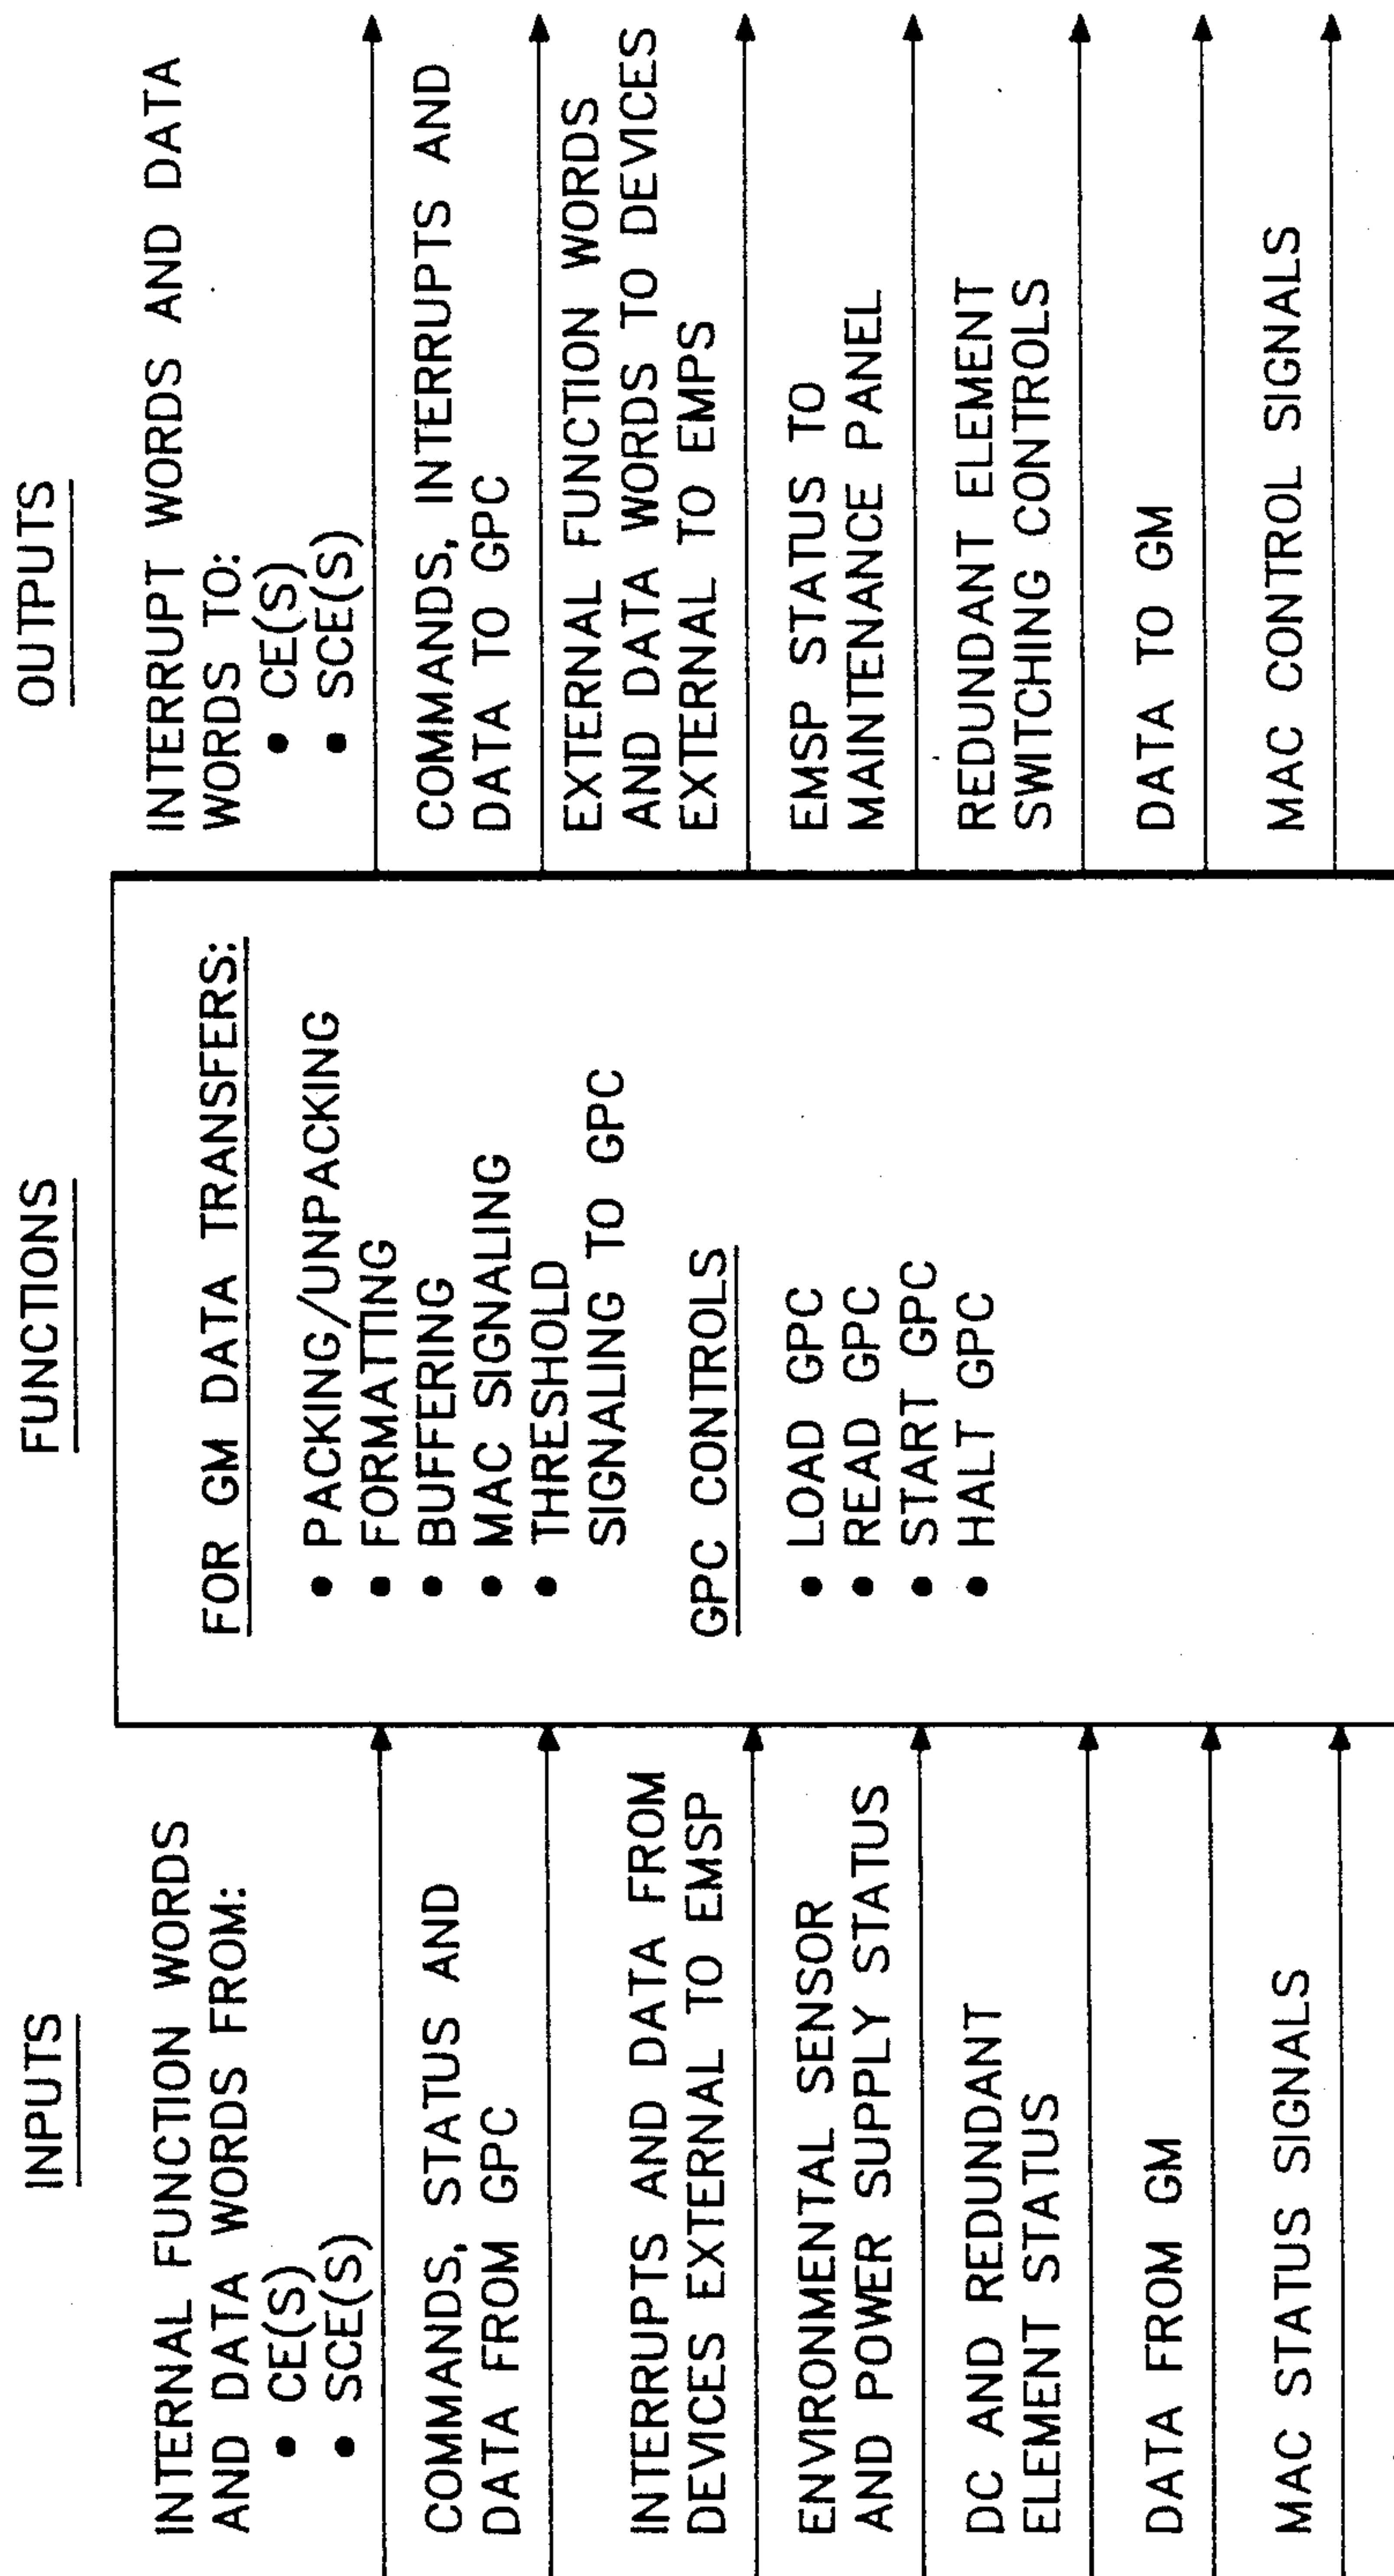 INPUTS
INTERNAL FUNCTION WORDS
AND DATA WORDS FROM:
• CE(S)
• SCE(S)
COMMANDS, STATUS AND
DATA FROM GPC
INTERRUPTS AND DATA FROM
DEVICES EXTERNAL TO EMSP
ENVIRONMENTAL SENSOR
AND POWER SUPPLY STATUS
DC AND REDUNDANT
ELEMENT STATUS
DATA FROM GM
MAC STATUS SIGNALS
FUNCTIONS
FOR GM DATA TRANSFERS:
• PACKING/UNPACKING
• FORMATTING
• BUFFERING
• MAC SIGNALING
• THRESHOLD
SIGNALING TO GPC
GPC CONTROLS
• LOAD GPC
• READ GPC
• START GPC
• HALT GPC
OUTPUTS
INTERRUPT WORDS AND DATA
WORDS TO:
• CE(S)
• SCE(S)
COMMANDS, INTERRUPTS AND
DATA TO GPC
EXTERNAL FUNCTION WORDS
AND DATA WORDS TO DEVICES
EXTERNAL TO EMPS
EMSP STATUS TO
MAINTENANCE PANEL
REDUNDANT ELEMENT
SWITCHING CONTROLS
DATA TO GM
MAC CONTROL SIGNALS